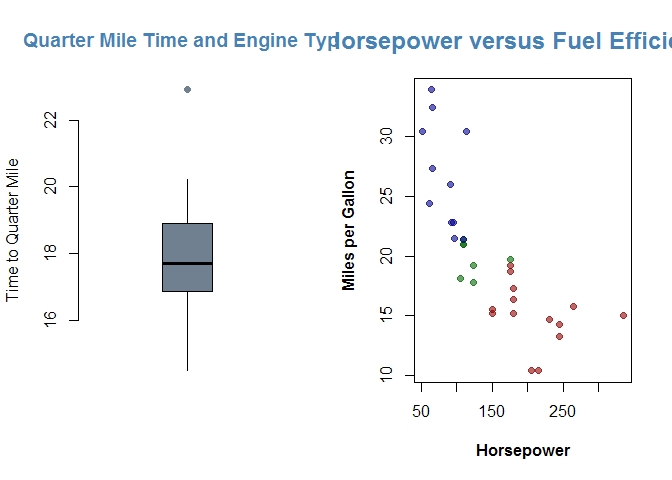 Quarter Mile Time and Engine Typ
orsepower versus Fuel Efficie
Time to Quarter Mile
22
20
18
16
Miles per Gallon
30
25
20
15
10
50
150
250
Horsepower